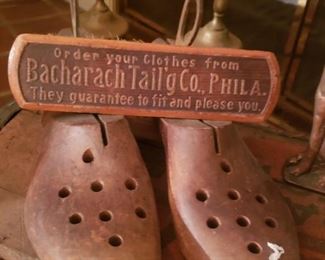 Order your Clothes from
Bacharach Tail'g Co., PHILA.
They guarantee to fit and please you.